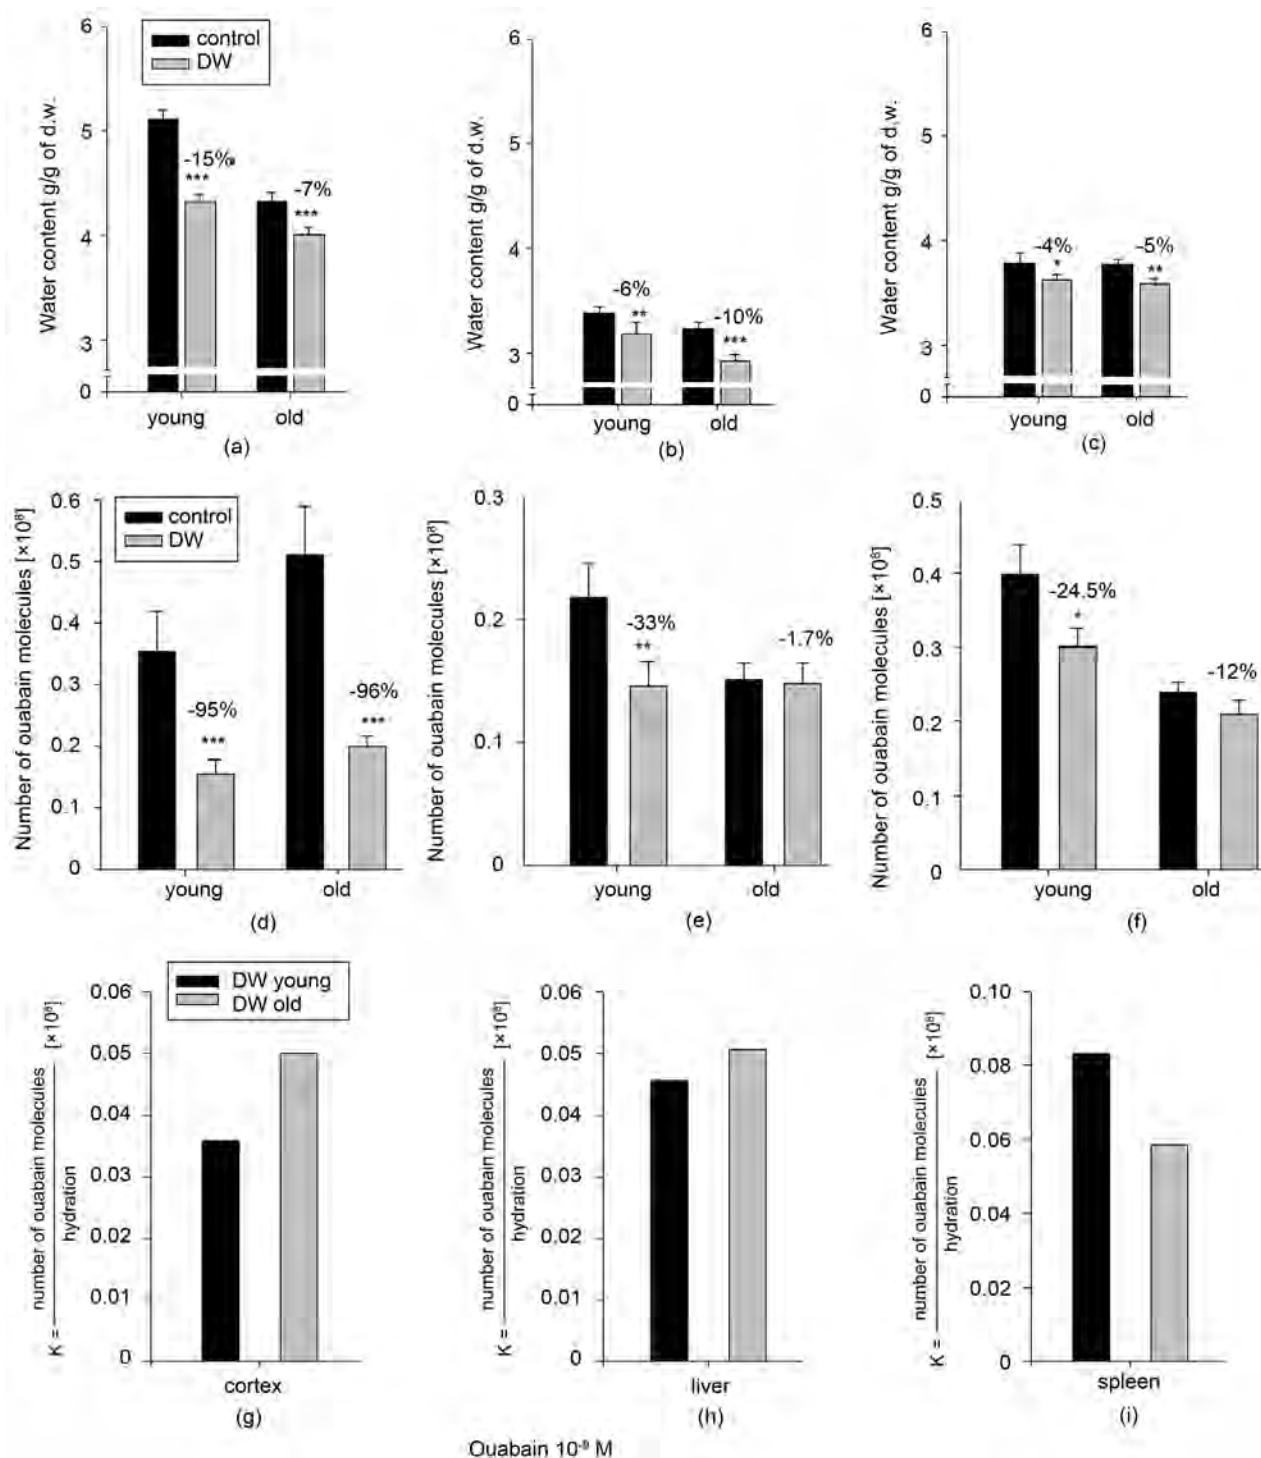 6
5
4
3
0
Water content g/g of d.w.
control
DW
-15%
***
-7%
***
young
old
(a)
6
5
4
3
0
Water content g/g of d.w.
-6%
**
-10%
***
young
old
(b)
6
5
4
3
0
Water content g/g of d.w.
-4%
*
-5%
**
young
old
(c)
0.6
0.5
0.4
0.3
0.2
0.1
0
Number of ouabain molecules [×10⁸]
control
DW
-95%
***
-96%
***
young
old
(d)
0.3
0.2
0.1
0
Number of ouabain molecules [×10⁸]
-33%
**
-1.7%
young
old
(e)
0.5
0.4
0.3
0.2
0.1
0
Number of ouabain molecules [×10⁸]
-24.5%
*
-12%
young
old
(f)
DW young
DW old
0.06
0.05
0.04
0.03
0.02
0.01
0
K = number of ouabain molecules [×10⁸]
hydration
cortex
(g)
0.06
0.05
0.04
0.03
0.02
0.01
0
K = number of ouabain molecules [×10⁸]
hydration
liver
(h)
0.10
0.08
0.06
0.04
0.02
0
K = number of ouabain molecules [×10⁸]
hydration
spleen
(i)
Ouabain 10⁻⁹ M